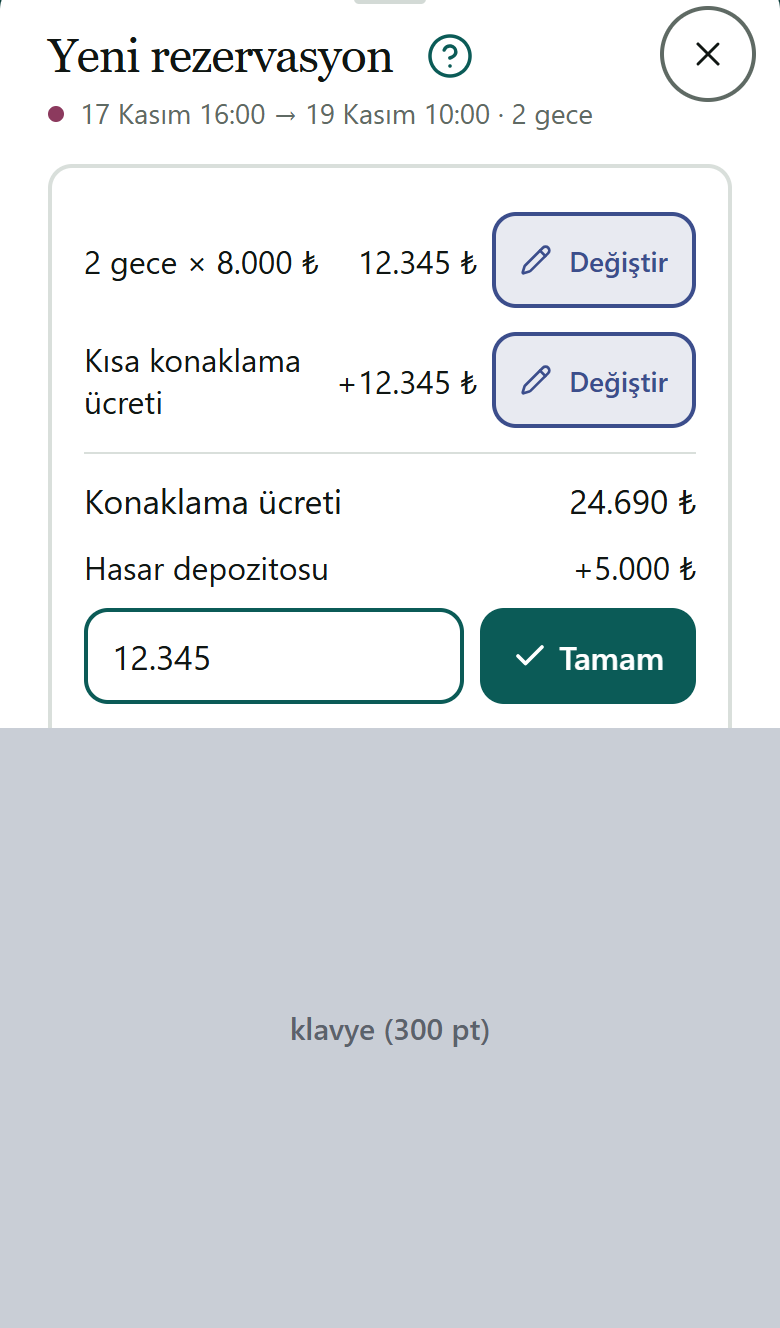 Yeni rezervasyon
17 Kasım 16:00 → 19 Kasım 10:00 · 2 gece
2 gece × 8.000 ₺ 12.345 ₺ Değiştir
Kısa konaklama
ücreti
+12.345 ₺ Değiştir
Konaklama ücreti 24.690 ₺
Hasar depozitosu +5.000 ₺
12.345 Tamam
klavye (300 pt)